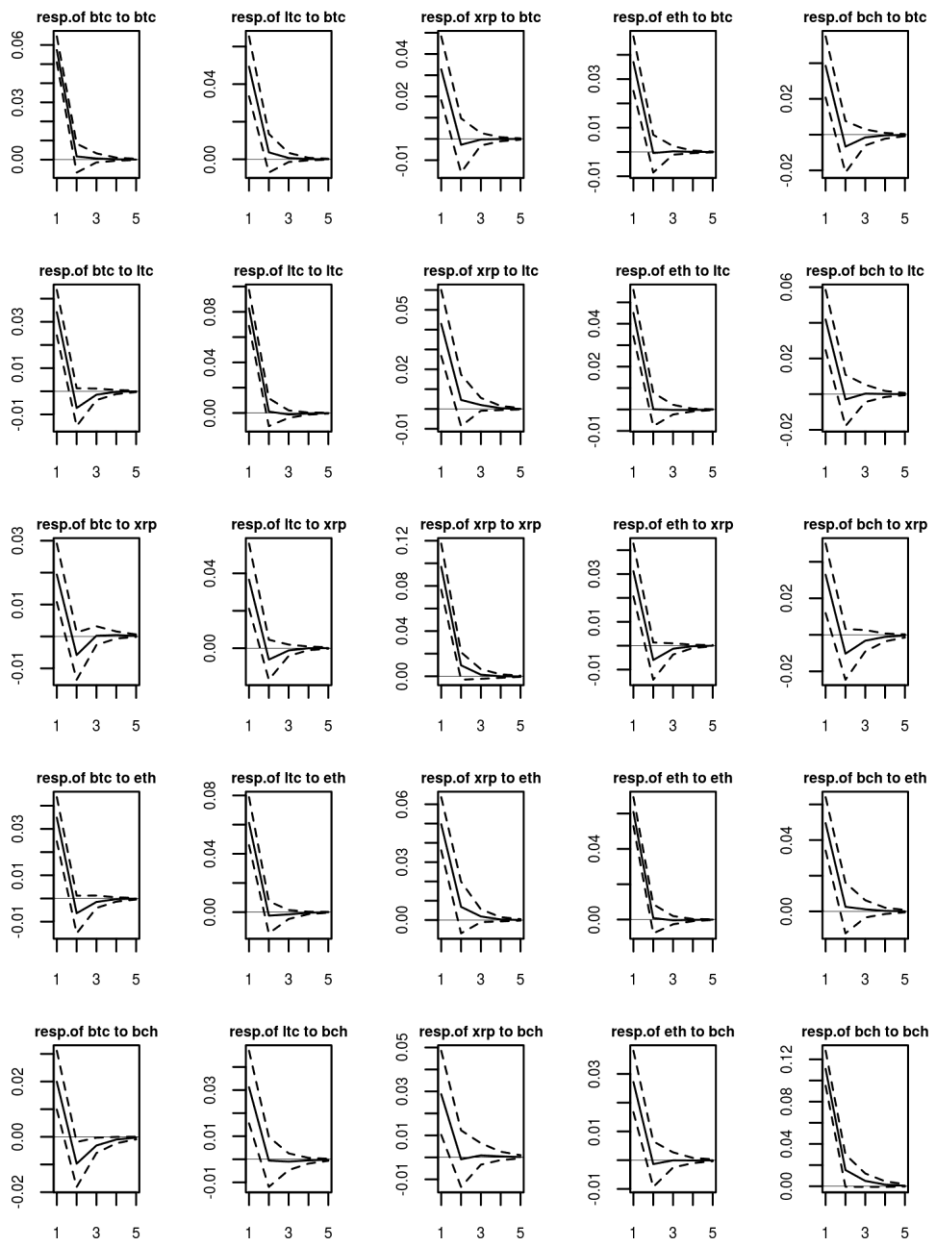 resp.of btc to btc
0.06
0.03
0.00
1 3 5
resp.of ltc to btc
0.04
0.00
1 3 5
resp.of xrp to btc
0.04
0.02
-0.01
1 3 5
resp.of eth to btc
0.03
0.01
-0.01
1 3 5
resp.of bch to btc
0.02
-0.02
1 3 5
resp.of btc to ltc
0.03
0.01
-0.01
1 3 5
resp.of ltc to ltc
0.08
0.04
0.00
1 3 5
resp.of xrp to ltc
0.05
0.02
-0.01
1 3 5
resp.of eth to ltc
0.04
0.02
-0.01
1 3 5
resp.of bch to ltc
0.06
0.02
-0.02
1 3 5
resp.of btc to xrp
0.03
0.01
-0.01
1 3 5
resp.of ltc to xrp
0.04
0.00
1 3 5
resp.of xrp to xrp
0.12
0.08
0.04
0.00
1 3 5
resp.of eth to xrp
0.03
0.01
-0.01
1 3 5
resp.of bch to xrp
0.02
-0.02
1 3 5
resp.of btc to eth
0.03
0.01
-0.01
1 3 5
resp.of ltc to eth
0.08
0.04
0.00
1 3 5
resp.of xrp to eth
0.06
0.03
0.00
1 3 5
resp.of eth to eth
0.04
0.00
1 3 5
resp.of bch to eth
0.04
0.00
1 3 5
resp.of btc to bch
0.02
0.00
-0.02
1 3 5
resp.of ltc to bch
0.03
0.01
-0.01
1 3 5
resp.of xrp to bch
0.05
0.03
0.01
-0.01
1 3 5
resp.of eth to bch
0.03
0.01
-0.01
1 3 5
resp.of bch to bch
0.12
0.08
0.04
0.00
1 3 5